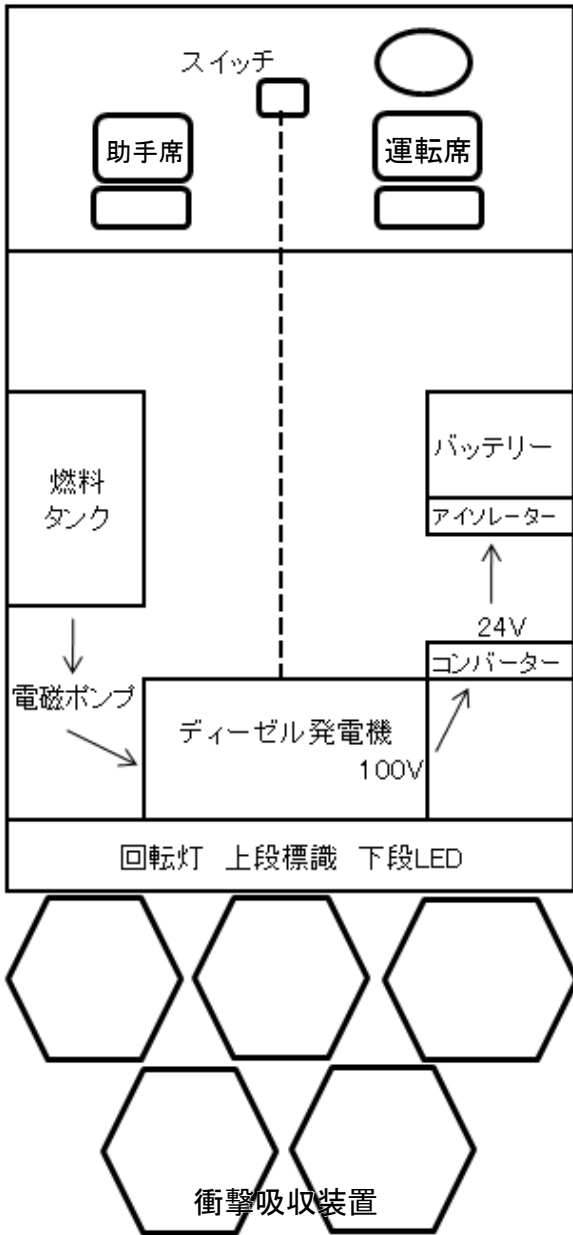 スイッチ
助手席
運転席
燃料
タンク
バッテリー
アイソレーター
24V
コンバーター
電磁ポンプ
ディーゼル発電機
100V
回転灯 上段標識 下段LED
衝撃吸収装置